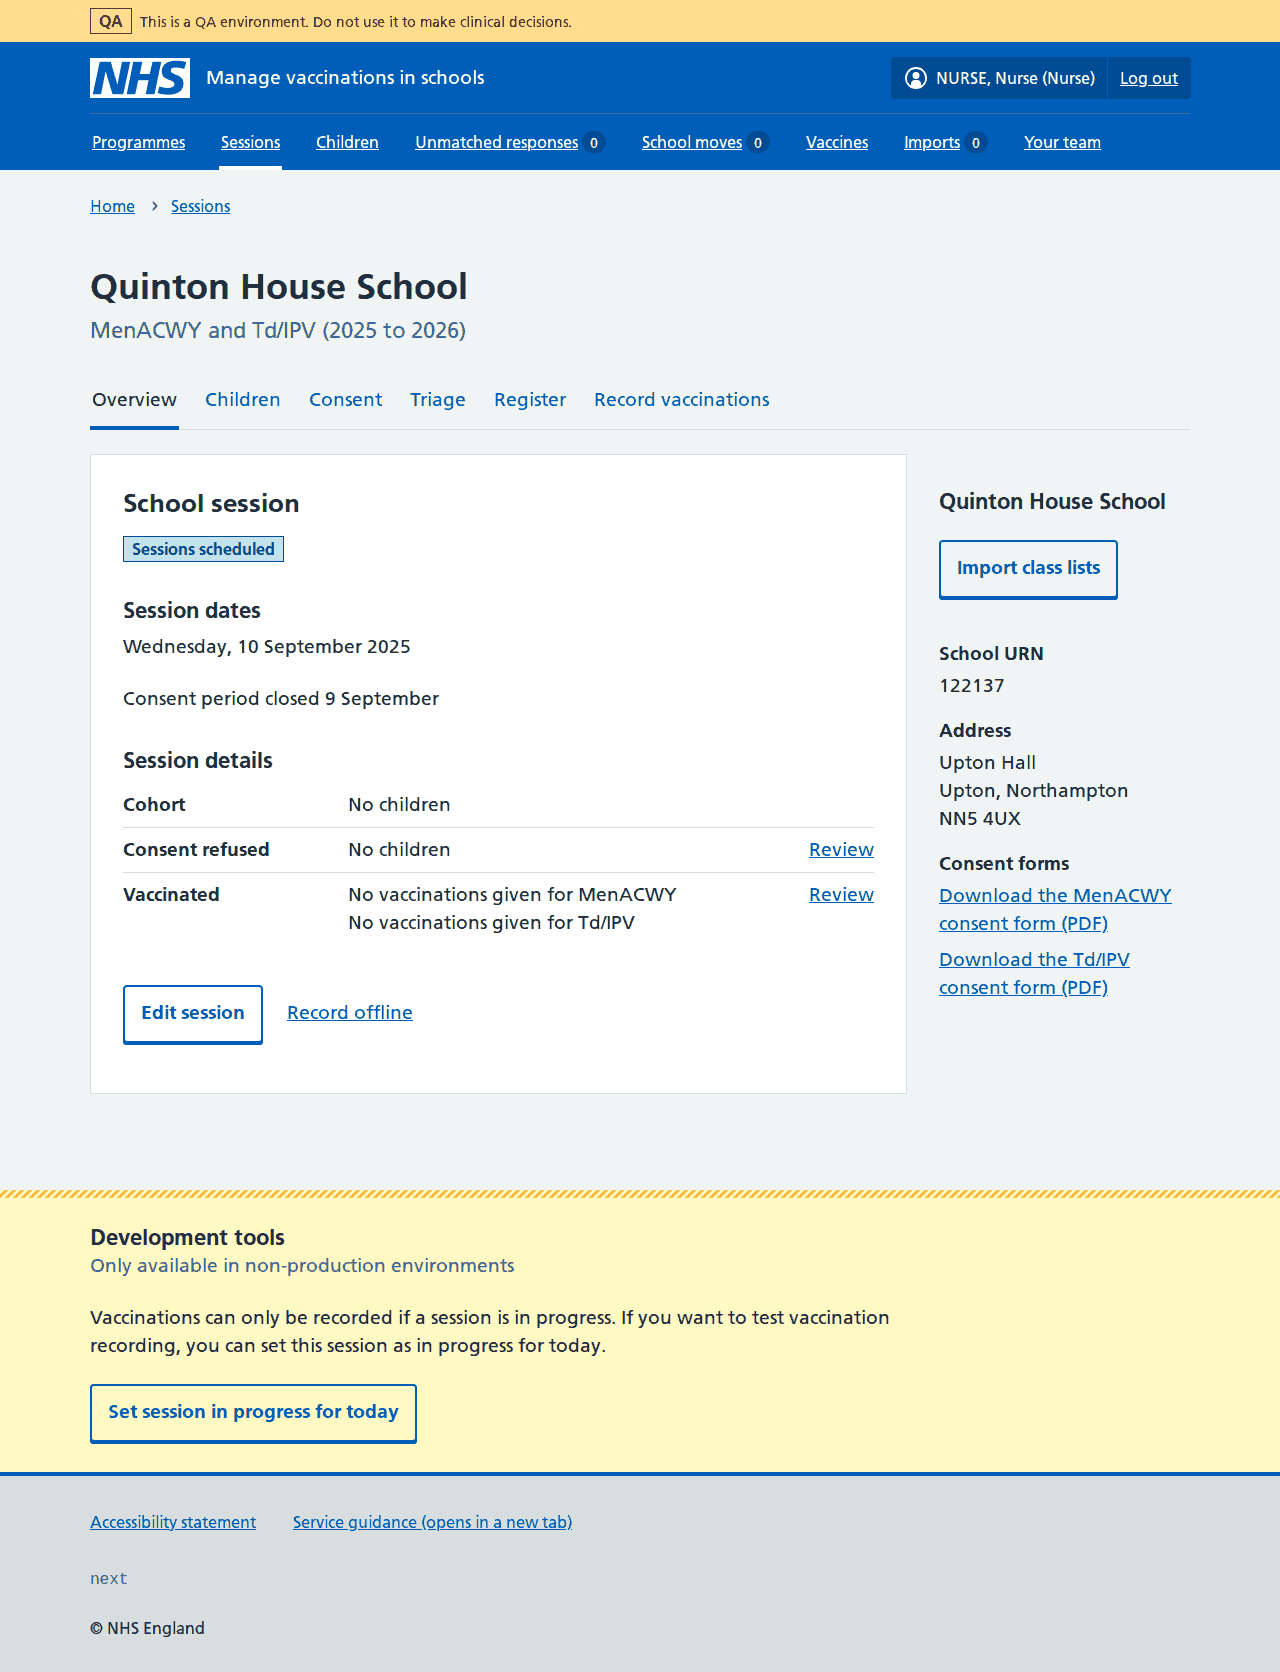 QA This is a QA environment. Do not use it to make clinical decisions.
NHS Manage vaccinations in schools NURSE, Nurse (Nurse) Log out
Programmes Sessions Children Unmatched responses 0 School moves 0 Vaccines Imports 0 Your team
Home Sessions
Quinton House School
MenACWY and Td/IPV (2025 to 2026)
Overview Children Consent Triage Register Record vaccinations
School session
Sessions scheduled
Session dates
Wednesday, 10 September 2025
Consent period closed 9 September
Session details
Cohort No children
Consent refused No children Review
Vaccinated No vaccinations given for MenACWY Review
No vaccinations given for Td/IPV
Edit session Record offline
Quinton House School
Import class lists
School URN
122137
Address
Upton Hall
Upton, Northampton
NN5 4UX
Consent forms
Download the MenACWY
consent form (PDF)
Download the Td/IPV
consent form (PDF)
Development tools
Only available in non-production environments
Vaccinations can only be recorded if a session is in progress. If you want to test vaccination
recording, you can set this session as in progress for today.
Set session in progress for today
Accessibility statement Service guidance (opens in a new tab)
next
© NHS England